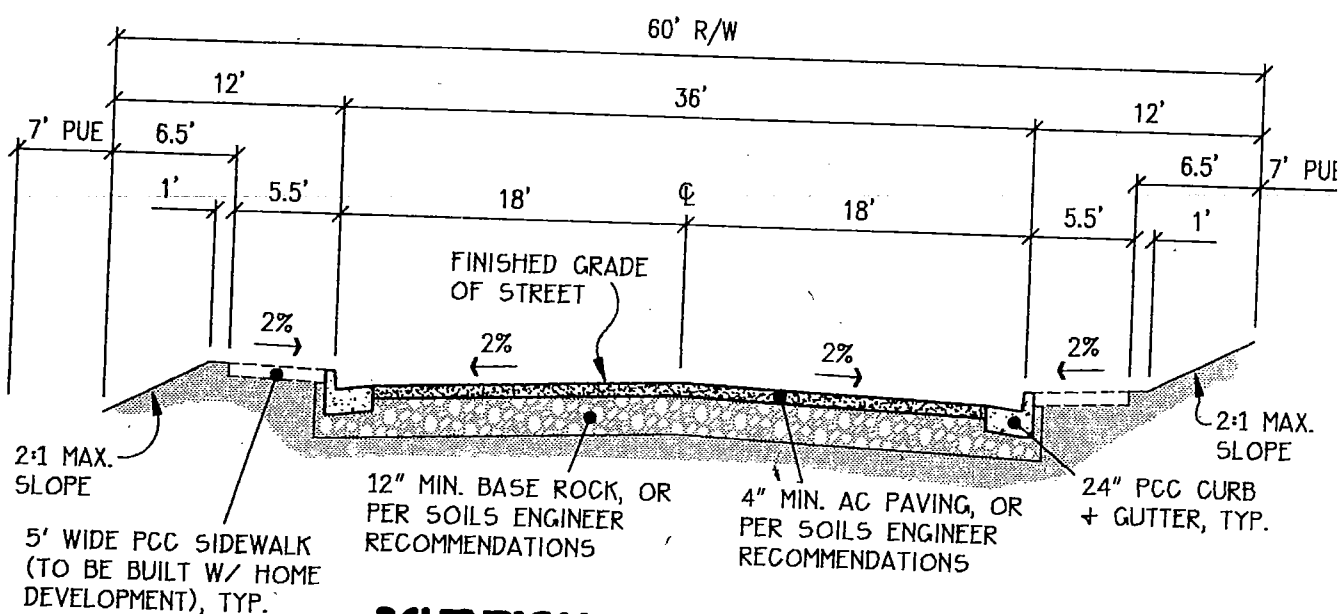 60' R/W
12'
36'
12'
7' PUE
6.5'
6.5'
7' PUE
1'
5.5'
18'
℄
18'
5.5'
1'
FINISHED GRADE
OF STREET
2%
2%
2%
2%
2:1 MAX.
SLOPE
2:1 MAX.
SLOPE
12" MIN. BASE ROCK, OR
PER SOILS ENGINEER
RECOMMENDATIONS
4" MIN. AC PAVING, OR
PER SOILS ENGINEER
RECOMMENDATIONS
24" PCC CURB
+ GUTTER, TYP.
5' WIDE PCC SIDEWALK
(TO BE BUILT W/ HOME
DEVELOPMENT), TYP.